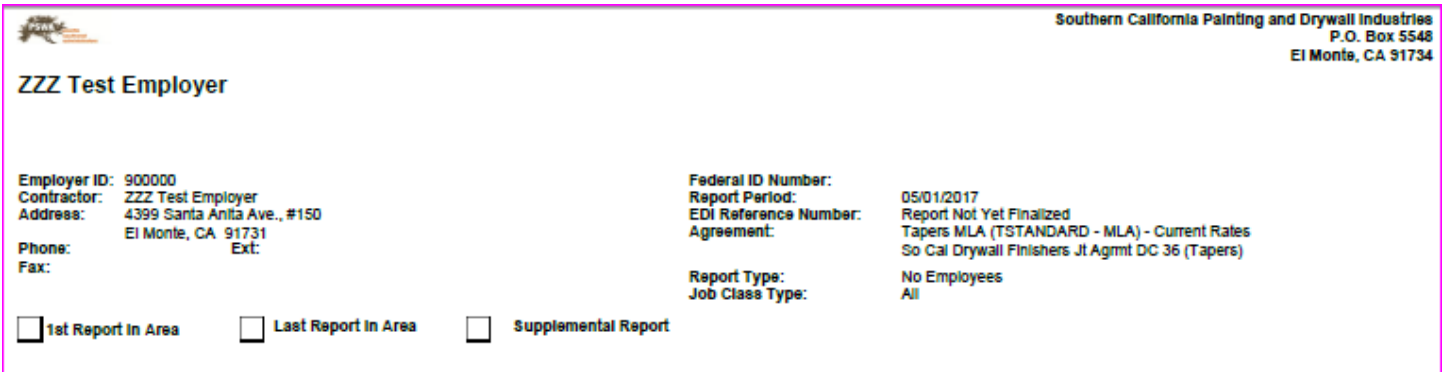 PSWA
Southern California Painting and Drywall Industries
P.O. Box 5548
El Monte, CA 91734
ZZZ Test Employer
Employer ID: 900000
Contractor: ZZZ Test Employer
Address: 4399 Santa Anita Ave., #150
El Monte, CA 91731
Phone: Ext:
Fax:
Federal ID Number:
Report Period: 05/01/2017
EDI Reference Number: Report Not Yet Finalized
Agreement: Tapers MLA (TSTANDARD - MLA) - Current Rates
So Cal Drywall Finishers Jt Agrmt DC 36 (Tapers)
Report Type: No Employees
Job Class Type: All
1st Report In Area Last Report In Area Supplemental Report